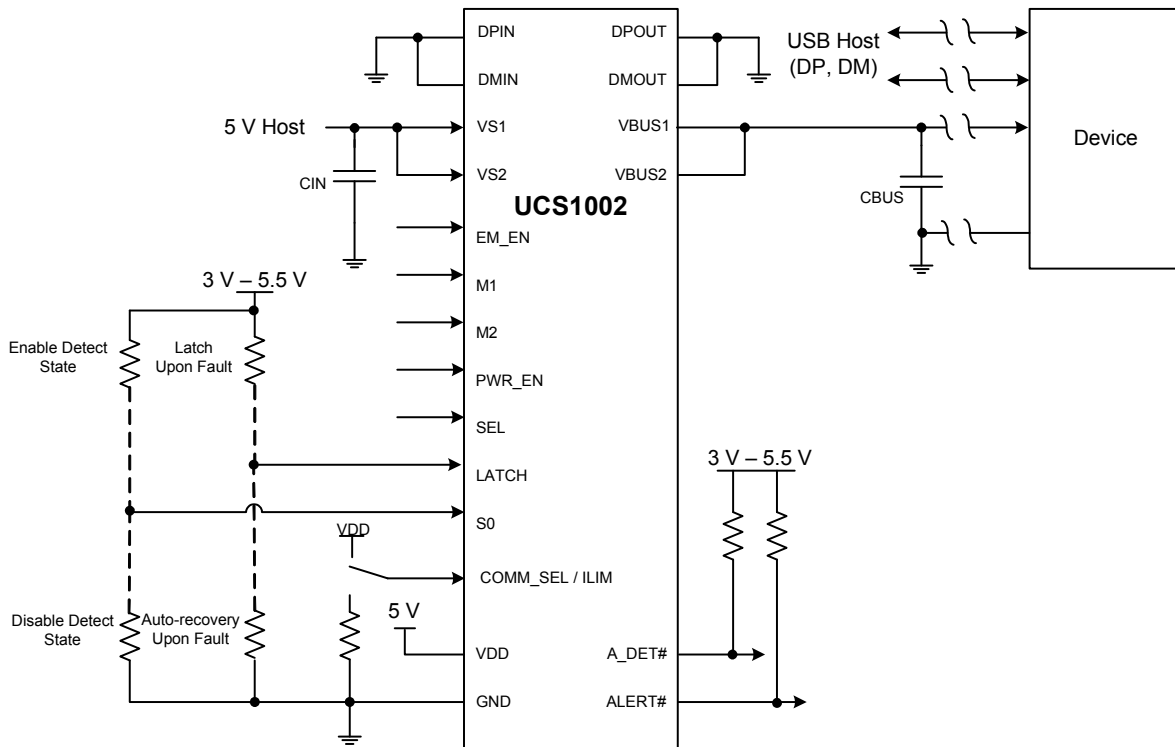 DPIN
DMIN
VS1
VS2
UCS1002
EM_EN
M1
M2
PWR_EN
SEL
LATCH
S0
COMM_SEL / ILIM
VDD
GND
DPOUT
DMOUT
VBUS1
VBUS2
A_DET#
ALERT#
5 V Host
CIN
3 V – 5.5 V
Enable Detect
State
Latch
Upon Fault
Disable Detect
State
Auto-recovery
Upon Fault
VDD
5 V
USB Host
(DP, DM)
CBUS
Device
3 V – 5.5 V